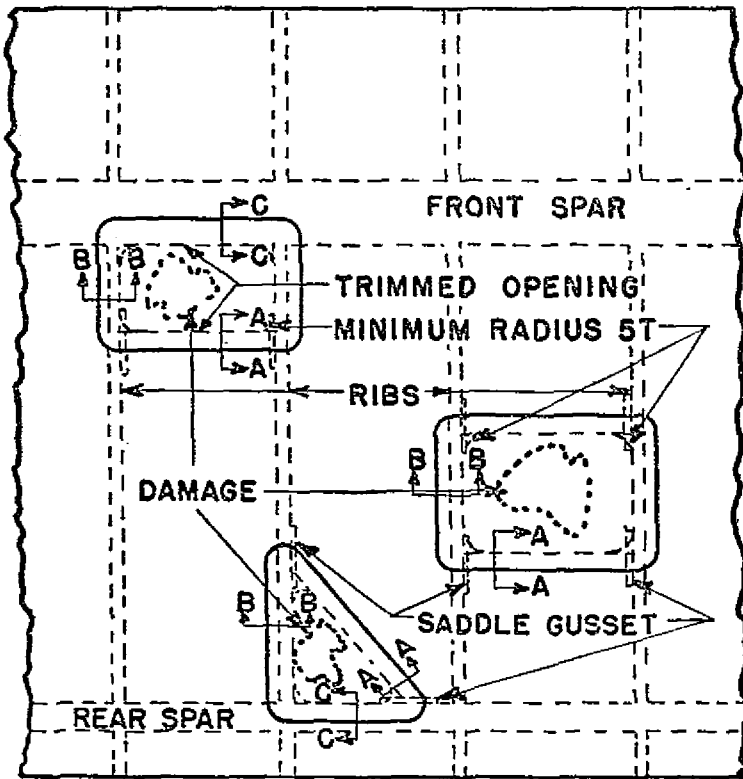 C
FRONT SPAR
B B
C
TRIMMED OPENING
A
MINIMUM RADIUS 5T
A
RIBS
B B
DAMAGE
A
B B
A
SADDLE GUSSET
A
A
C
REAR SPAR
C